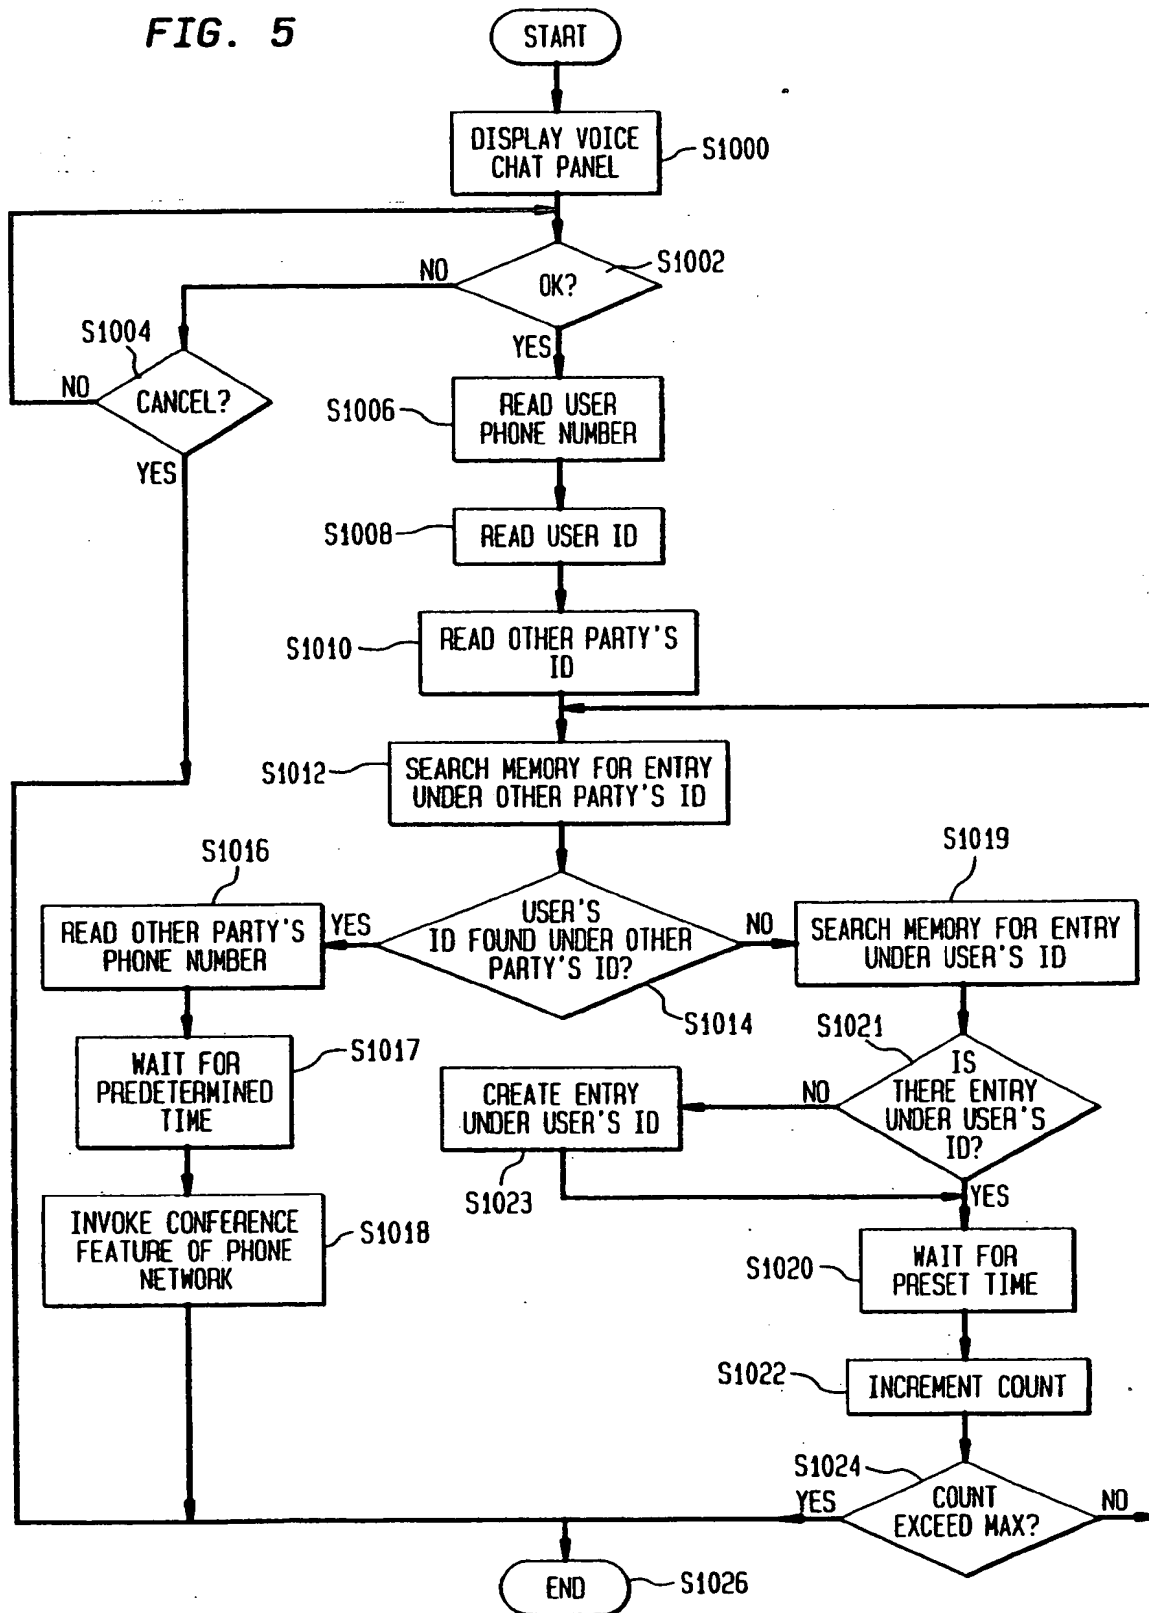 FIG. 5
START
DISPLAY VOICE
CHAT PANEL
S1000
OK?
S1002
NO
YES
S1004
CANCEL?
NO
YES
S1006
READ USER
PHONE NUMBER
S1008
READ USER ID
S1010
READ OTHER PARTY'S
ID
S1012
SEARCH MEMORY FOR ENTRY
UNDER OTHER PARTY'S ID
S1016
READ OTHER PARTY'S
PHONE NUMBER
YES
USER'S
ID FOUND UNDER OTHER
PARTY'S ID?
S1014
NO
S1019
SEARCH MEMORY FOR ENTRY
UNDER USER'S ID
WAIT FOR
PREDETERMINED
TIME
S1017
S1021
IS
THERE ENTRY
UNDER USER'S
ID?
NO
YES
CREATE ENTRY
UNDER USER'S ID
S1023
INVOKE CONFERENCE
FEATURE OF PHONE
NETWORK
S1018
S1020
WAIT FOR
PRESET TIME
S1022
INCREMENT COUNT
S1024
COUNT
EXCEED MAX?
YES
NO
END
S1026